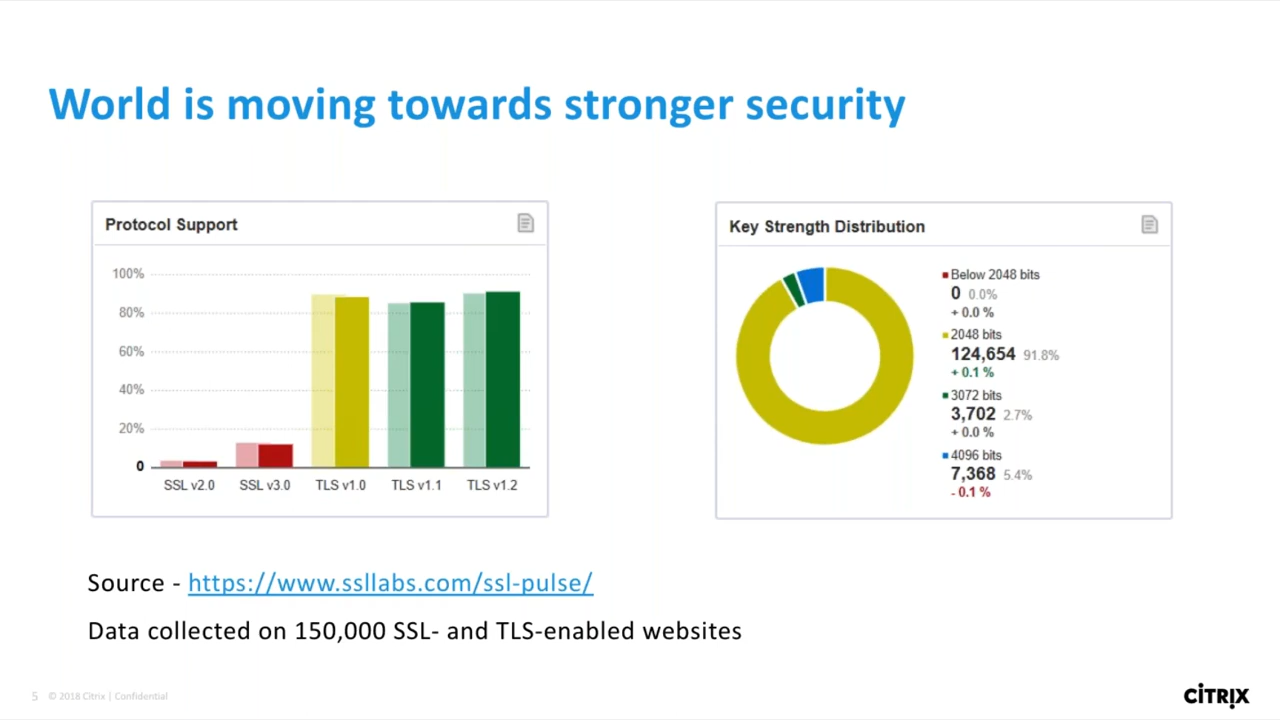 World is moving towards stronger security
Protocol Support
100%
80%
60%
40%
20%
0
SSL v2.0 SSL v3.0 TLS v1.0 TLS v1.1 TLS v1.2
Key Strength Distribution
Below 2048 bits
0 0.0%
+ 0.0 %
2048 bits
124,654 91.8%
+ 0.1 %
3072 bits
3,702 2.7%
+ 0.0 %
4096 bits
7,368 5.4%
- 0.1 %
Source - https://www.ssllabs.com/ssl-pulse/
Data collected on 150,000 SSL- and TLS-enabled websites
5 © 2018 Citrix | Confidential
CİTRIX